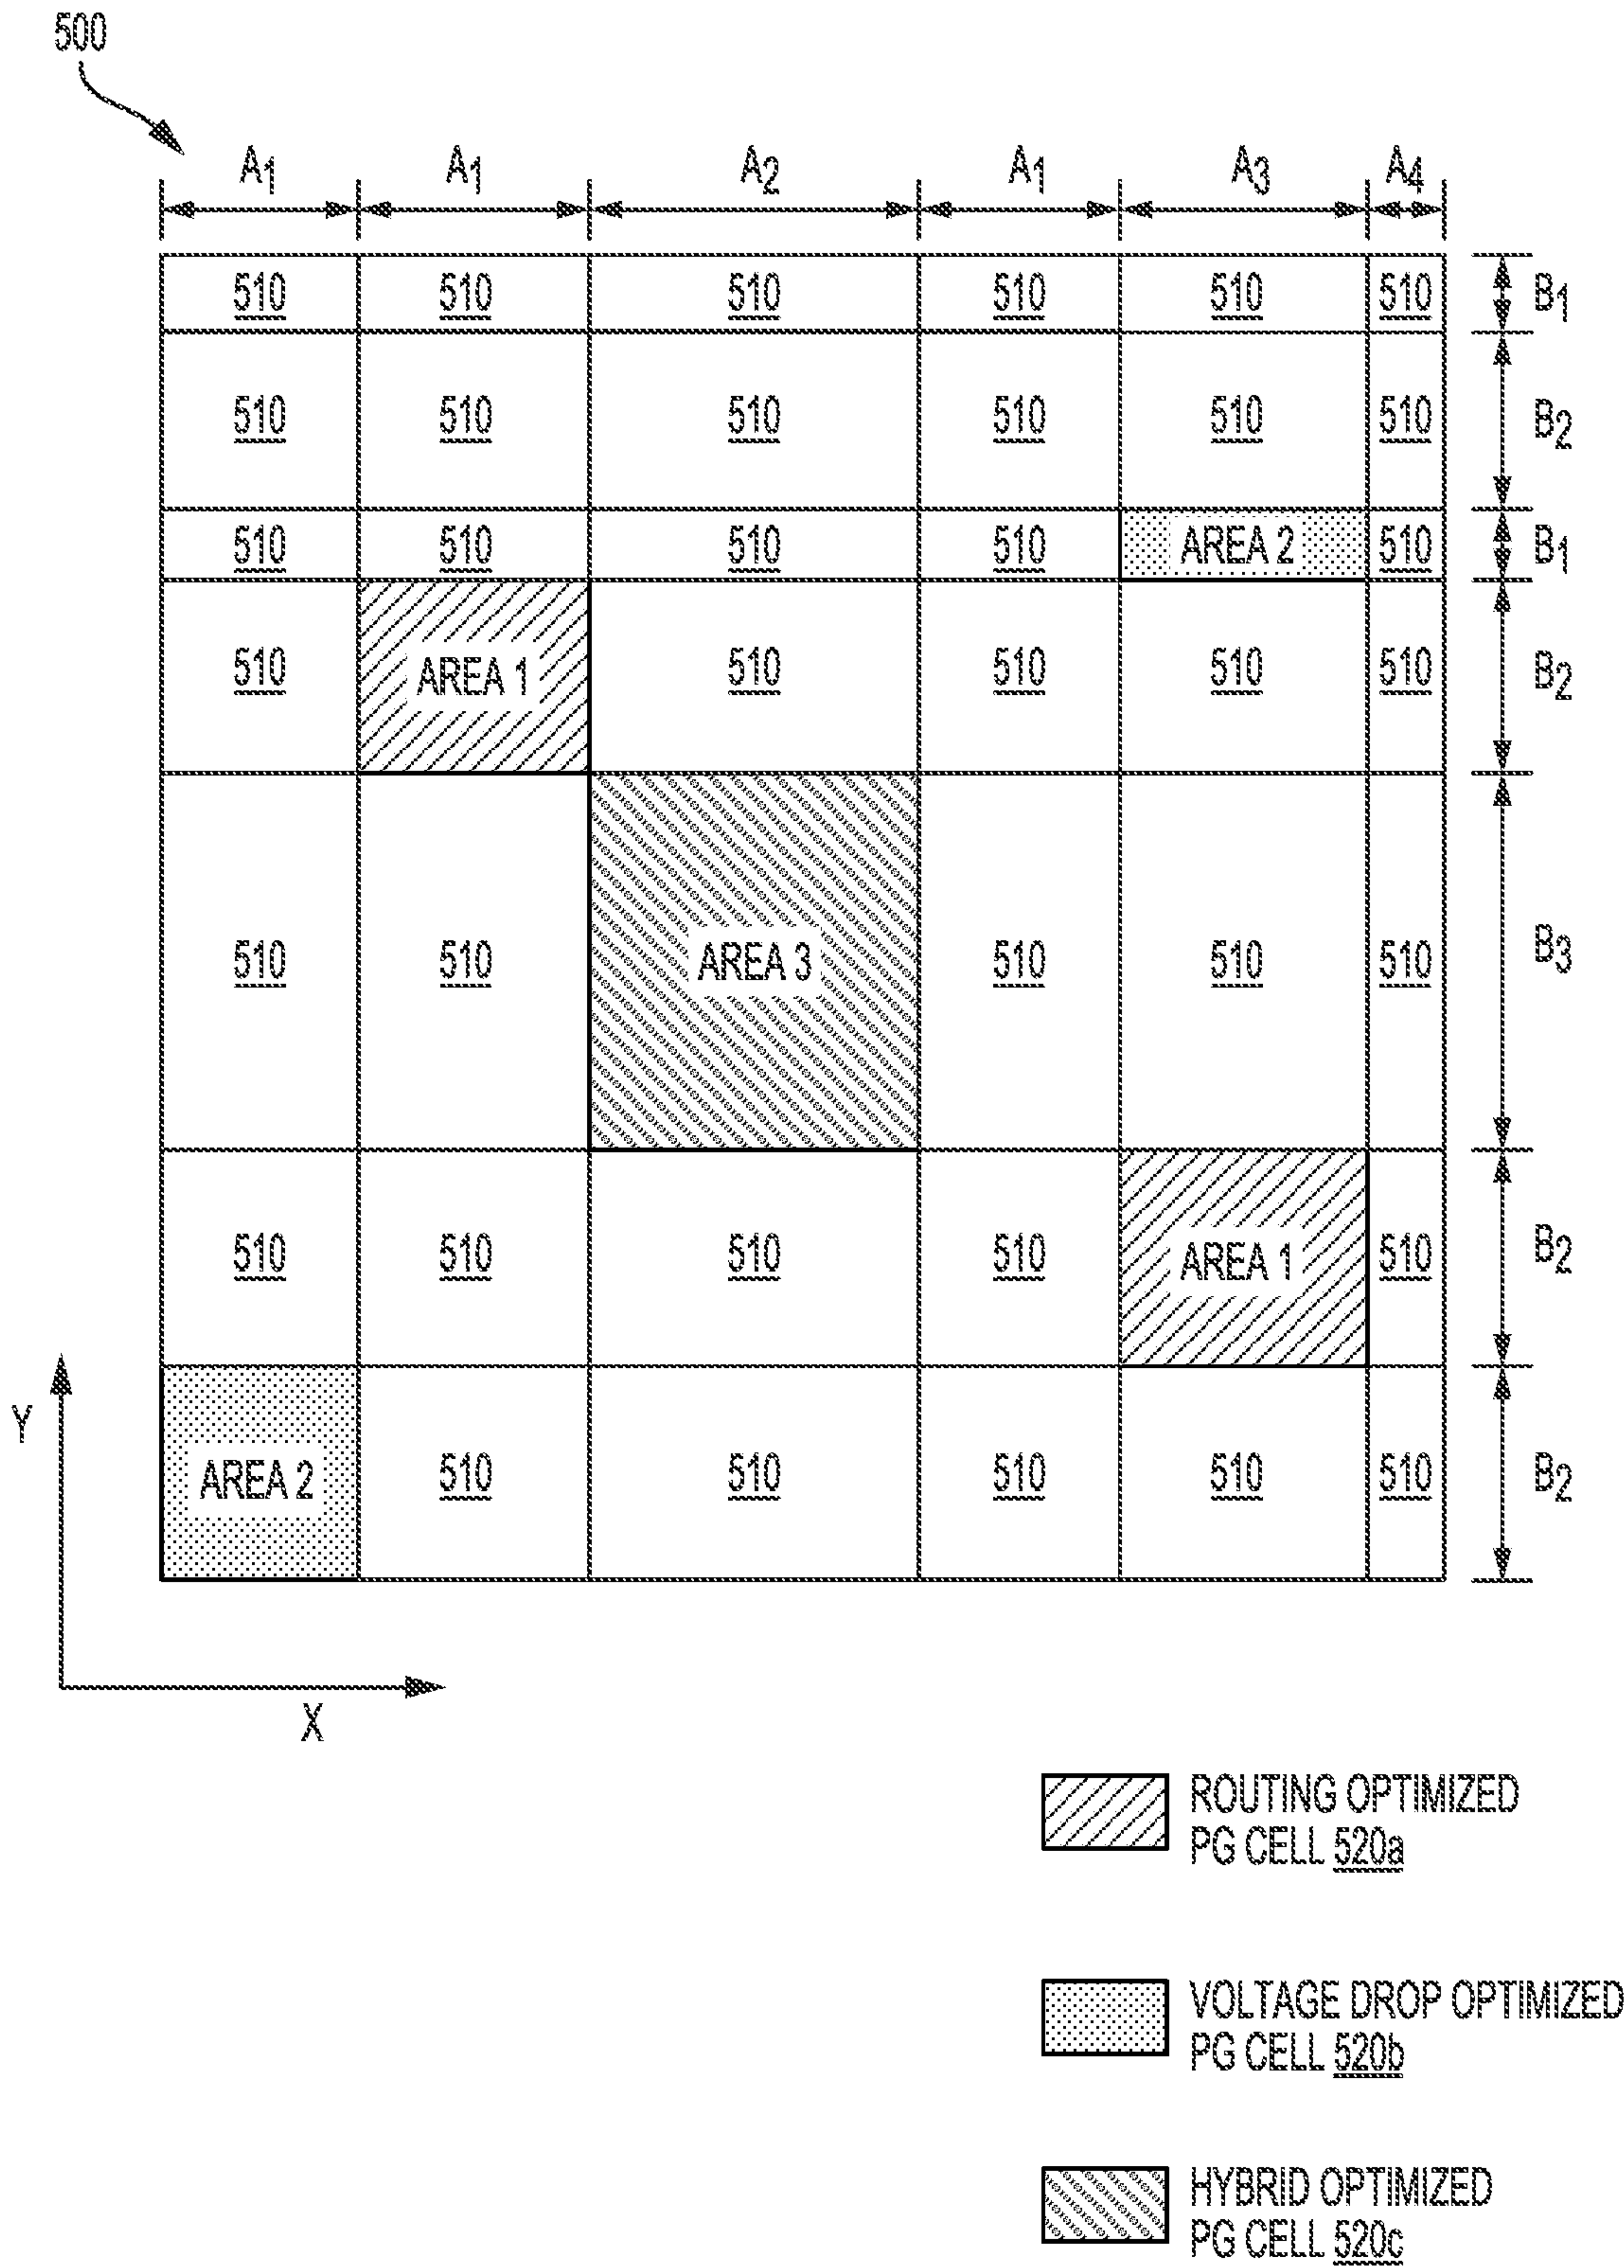 500
A1 A1 A2 A1 A3 A4
510 510 510 510 510 510 B1
510 510 510 510 510 510 B2
510 510 510 510 AREA 2 510 B1
510 AREA 1 510 510 510 510 B2
510 510 AREA 3 510 510 510 B3
510 510 510 510 AREA 1 510 B2
Y
AREA 2 510 510 510 510 510 B2
X
ROUTING OPTIMIZED
PG CELL 520a
VOLTAGE DROP OPTIMIZED
PG CELL 520b
HYBRID OPTIMIZED
PG CELL 520c